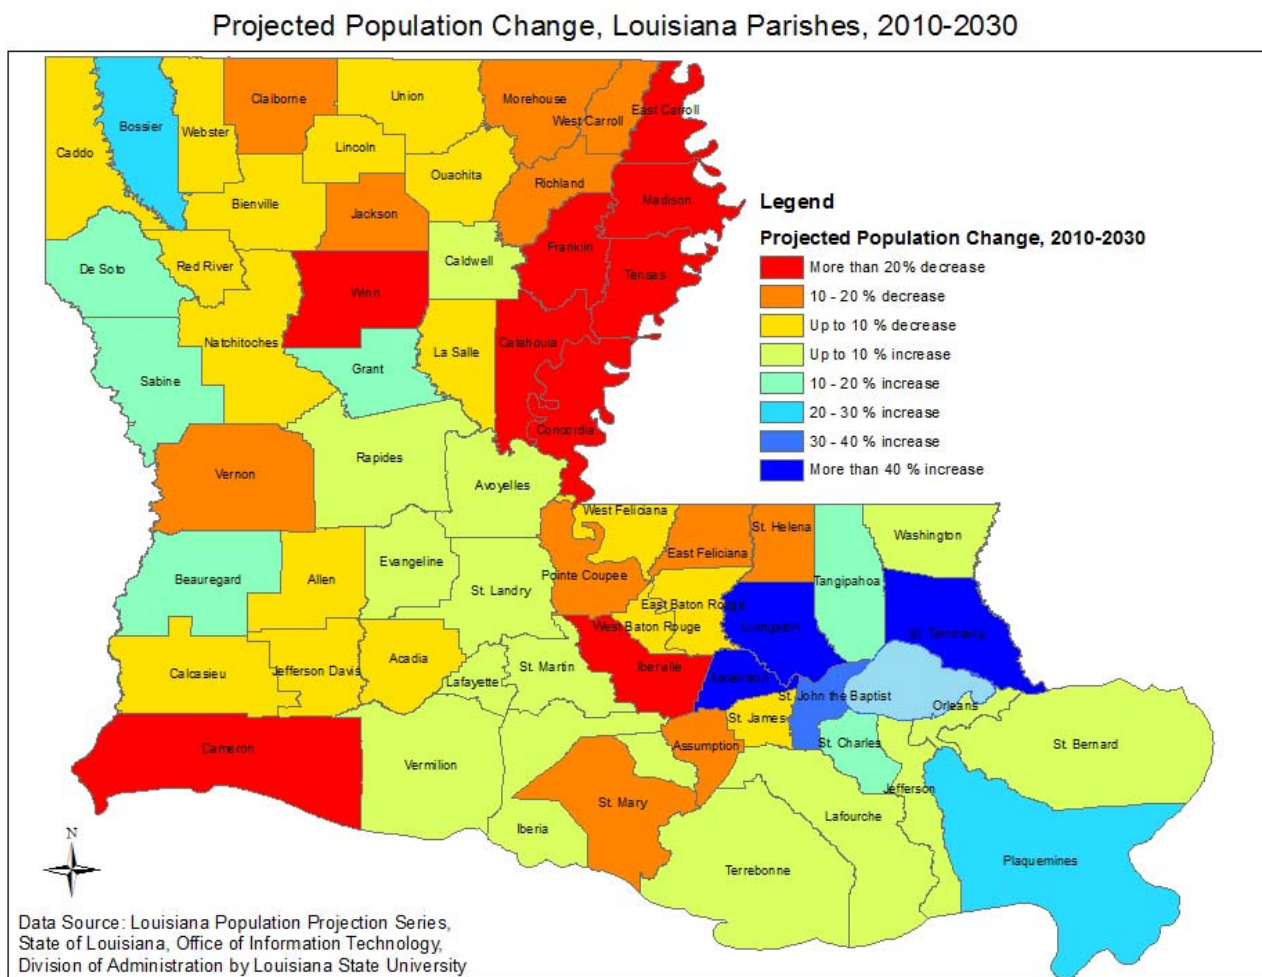 Projected Population Change, Louisiana Parishes, 2010-2030
Claiborne
Union
Morehouse
West Carroll
East Carroll
Bossier
Webster
Caddo
Lincoln
Ouachita
Richland
Bienville
Jackson
Madison
Franklin
De Soto
Red River
Caldwell
Tensas
Winn
Natchitoches
La Salle
Catahoula
Sabine
Grant
Concordia
Vernon
Rapides
Avoyelles
West Feliciana
East Feliciana
St. Helena
Washington
Beauregard
Allen
Evangeline
St. Landry
Pointe Coupee
Tangipahoa
East Baton Rouge
West Baton Rouge
Livingston
St. Tammany
Calcasieu
Jefferson Davis
Acadia
Lafayette
St. Martin
Iberville
Ascension
St. John the Baptist
Orleans
St. James
St. Charles
St. Bernard
Cameron
Vermilion
Assumption
Jefferson
Iberia
St. Mary
Lafourche
Terrebonne
Plaquemines
Legend
Projected Population Change, 2010-2030
More than 20% decrease
10 - 20 % decrease
Up to 10 % decrease
Up to 10 % increase
10 - 20 % increase
20 - 30 % increase
30 - 40 % increase
More than 40 % increase
N
Data Source: Louisiana Population Projection Series,
State of Louisiana, Office of Information Technology,
Division of Administration by Louisiana State University